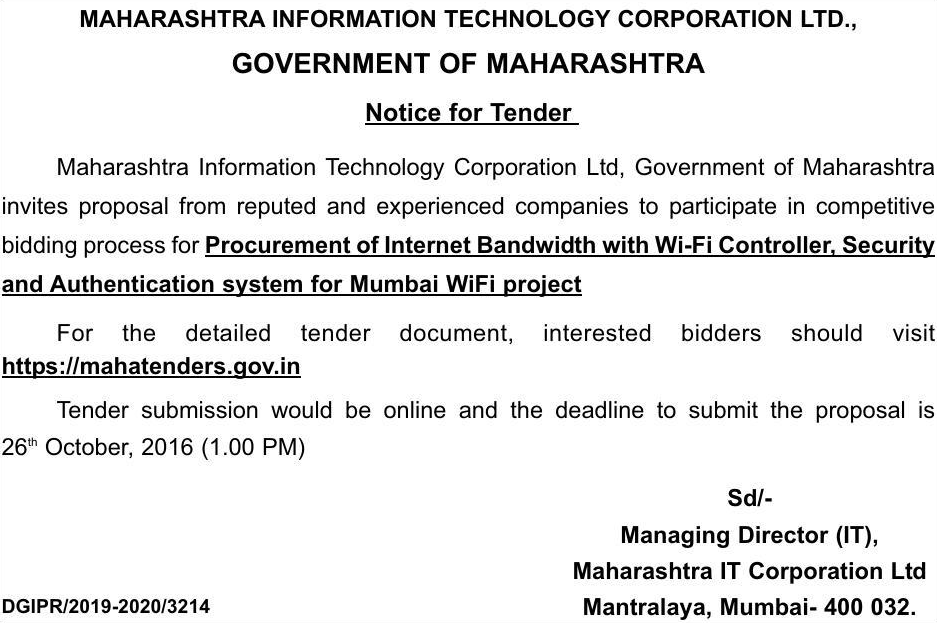 MAHARASHTRA INFORMATION TECHNOLOGY CORPORATION LTD.,
GOVERNMENT OF MAHARASHTRA
Notice for Tender
Maharashtra Information Technology Corporation Ltd, Government of Maharashtra
invites proposal from reputed and experienced companies to participate in competitive
bidding process for Procurement of Internet Bandwidth with Wi-Fi Controller, Security
and Authentication system for Mumbai WiFi project
For the detailed tender document, interested bidders should visit
https://mahatenders.gov.in
Tender submission would be online and the deadline to submit the proposal is
26th October, 2016 (1.00 PM)
Sd/-
Managing Director (IT),
Maharashtra IT Corporation Ltd
DGIPR/2019-2020/3214 Mantralaya, Mumbai- 400 032.